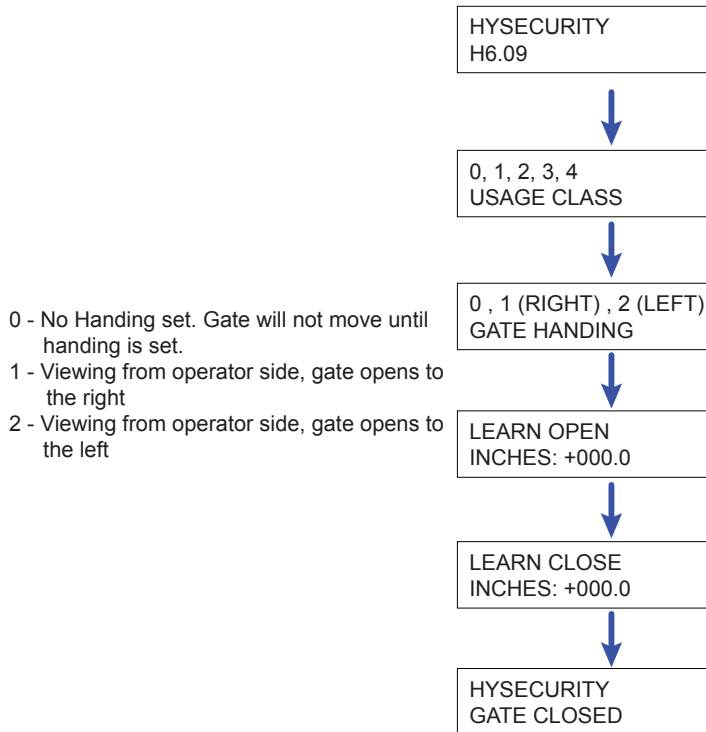 HYSECURITY
H6.09
0, 1, 2, 3, 4
USAGE CLASS
0 , 1 (RIGHT) , 2 (LEFT)
GATE HANDING
0 - No Handing set. Gate will not move until
handing is set.
1 - Viewing from operator side, gate opens to
the right
2 - Viewing from operator side, gate opens to
the left
LEARN OPEN
INCHES: +000.0
LEARN CLOSE
INCHES: +000.0
HYSECURITY
GATE CLOSED